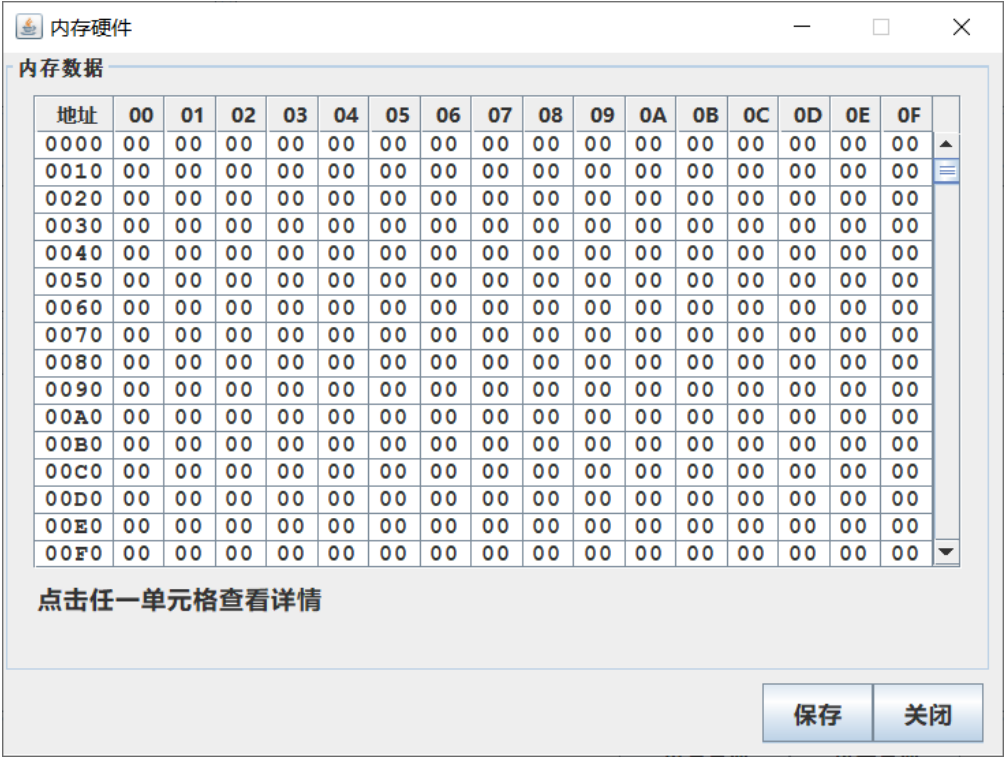 内存硬件
内存数据
地址 00 01 02 03 04 05 06 07 08 09 0A 0B 0C 0D 0E 0F
0000 00 00 00 00 00 00 00 00 00 00 00 00 00 00 00 00
0010 00 00 00 00 00 00 00 00 00 00 00 00 00 00 00 00
0020 00 00 00 00 00 00 00 00 00 00 00 00 00 00 00 00
0030 00 00 00 00 00 00 00 00 00 00 00 00 00 00 00 00
0040 00 00 00 00 00 00 00 00 00 00 00 00 00 00 00 00
0050 00 00 00 00 00 00 00 00 00 00 00 00 00 00 00 00
0060 00 00 00 00 00 00 00 00 00 00 00 00 00 00 00 00
0070 00 00 00 00 00 00 00 00 00 00 00 00 00 00 00 00
0080 00 00 00 00 00 00 00 00 00 00 00 00 00 00 00 00
0090 00 00 00 00 00 00 00 00 00 00 00 00 00 00 00 00
00A0 00 00 00 00 00 00 00 00 00 00 00 00 00 00 00 00
00B0 00 00 00 00 00 00 00 00 00 00 00 00 00 00 00 00
00C0 00 00 00 00 00 00 00 00 00 00 00 00 00 00 00 00
00D0 00 00 00 00 00 00 00 00 00 00 00 00 00 00 00 00
00E0 00 00 00 00 00 00 00 00 00 00 00 00 00 00 00 00
00F0 00 00 00 00 00 00 00 00 00 00 00 00 00 00 00 00
点击任一单元格查看详情
保存 关闭